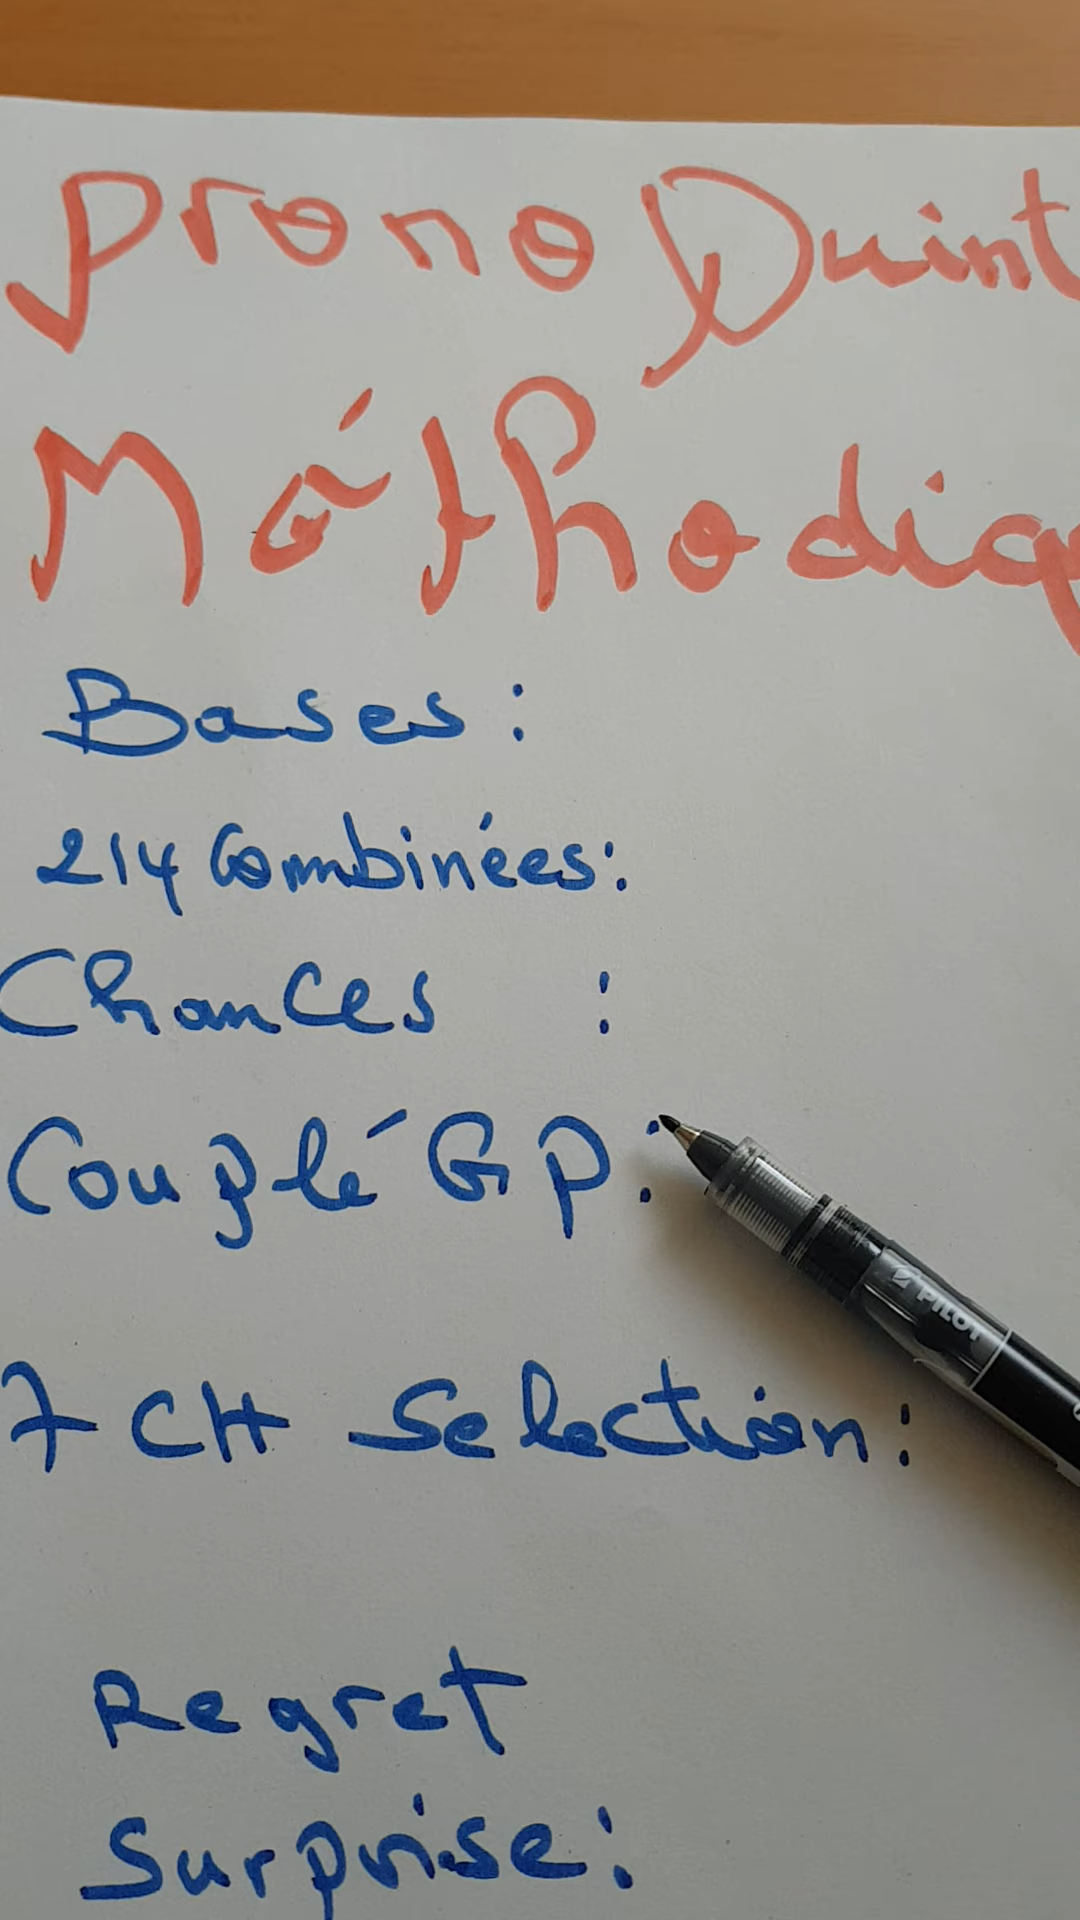 Prono Quint
Méthodiq
Bases:
214 Combinées:
Chances :
Couplé GP:
PILOT
7 CH Selection:
Regret
Surprise: